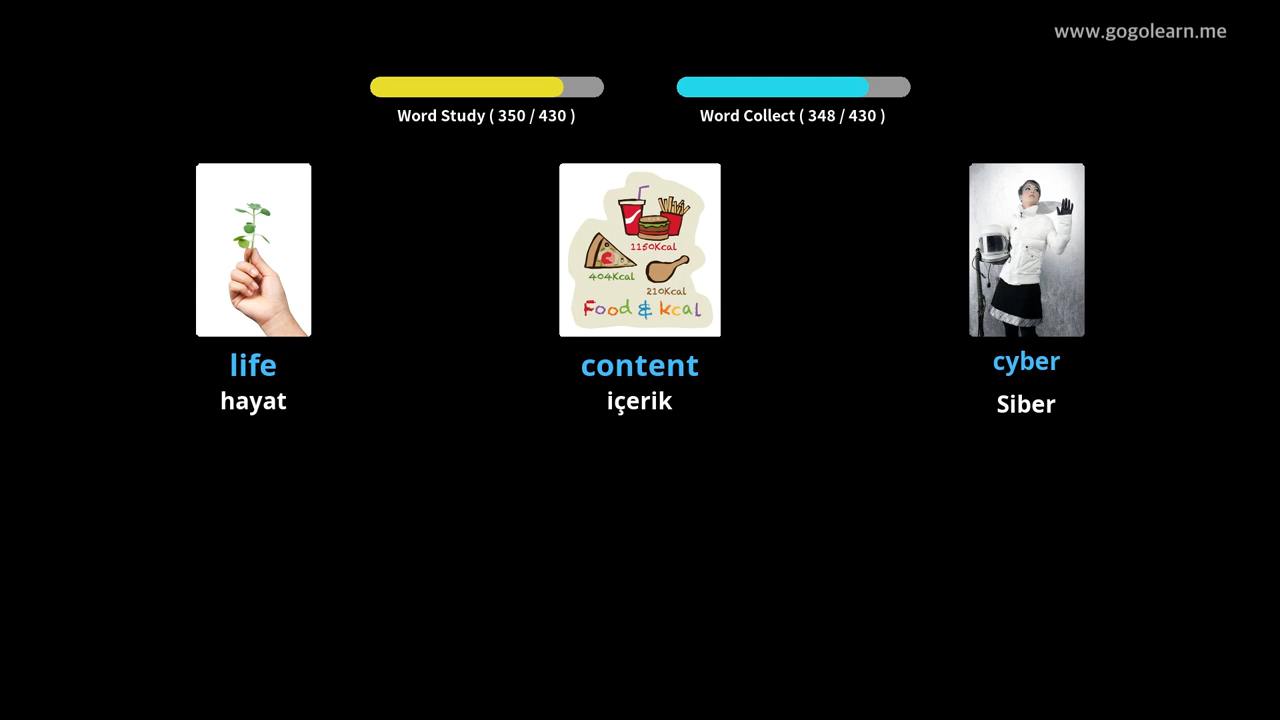 www.gogolearn.me
Word Study ( 350 / 430 )
Word Collect ( 348 / 430 )
1150Kcal
404Kcal
210Kcal
Food & kcal
life
content
cyber
hayat
içerik
Siber